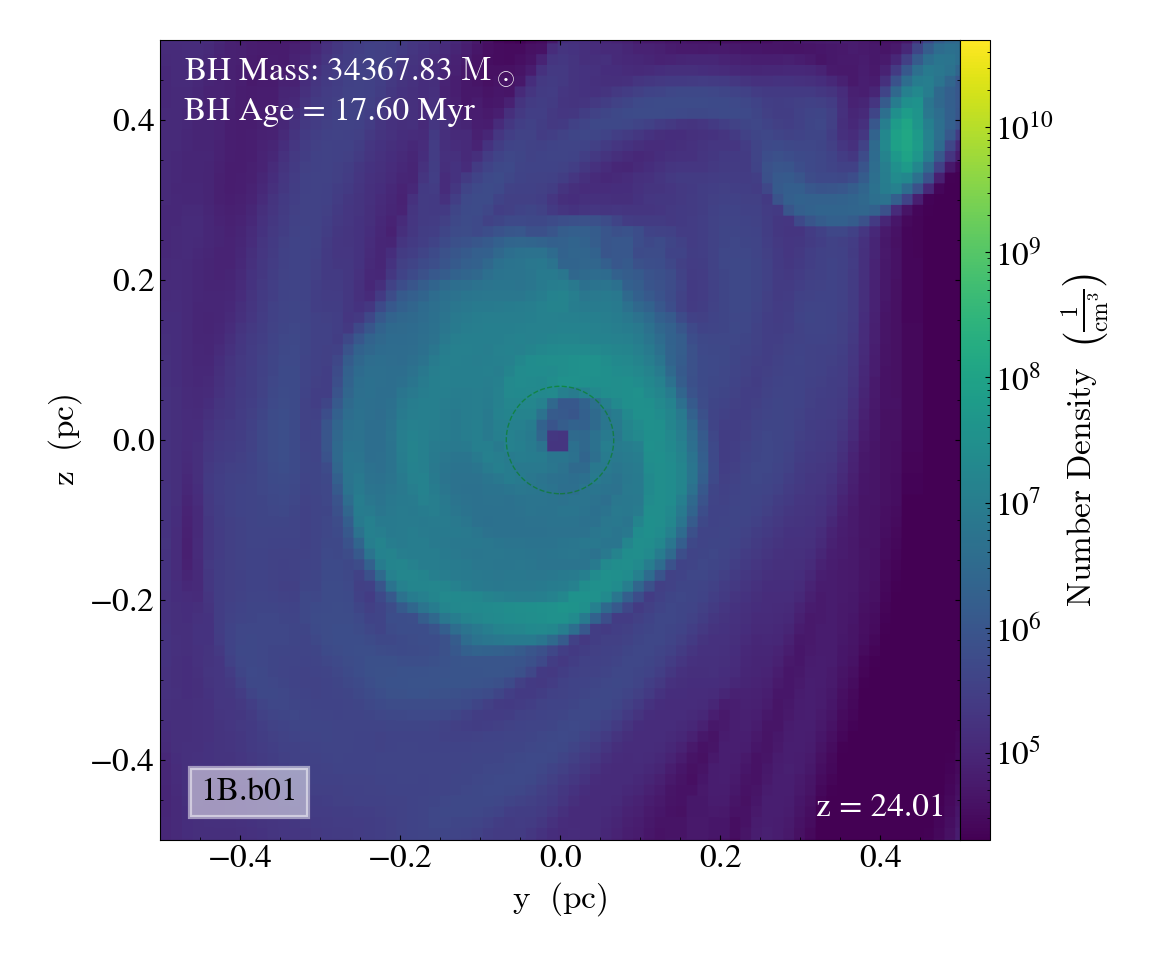 BH Mass: 34367.83 M⊙
BH Age = 17.60 Myr
0.4
0.2
0.0
−0.2
−0.4
z (pc)
1B.b01
z = 24.01
−0.4 −0.2 0.0 0.2 0.4
y (pc)
10^10
10^9
10^8
10^7
10^6
10^5
Number Density (1/cm^3)